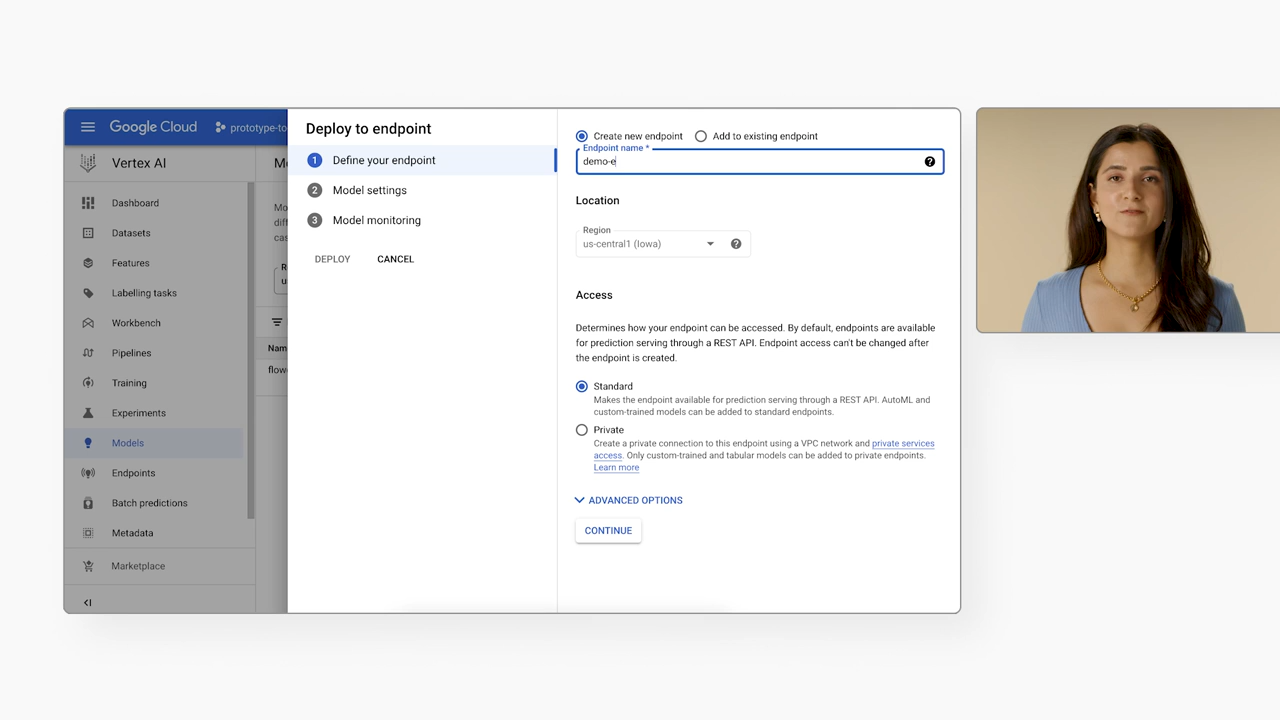 Google Cloud
prototype-to
Vertex AI
Dashboard
Datasets
Features
Labelling tasks
Workbench
Pipelines
Training
Experiments
Models
Endpoints
Batch predictions
Metadata
Marketplace
Deploy to endpoint
1 Define your endpoint
2 Model settings
3 Model monitoring
DEPLOY CANCEL
Create new endpoint Add to existing endpoint
Endpoint name *
demo-e
Location
Region
us-central1 (Iowa)
Access
Determines how your endpoint can be accessed. By default, endpoints are available
for prediction serving through a REST API. Endpoint access can't be changed after
the endpoint is created.
Standard
Makes the endpoint available for prediction serving through a REST API. AutoML and
custom-trained models can be added to standard endpoints.
Private
Create a private connection to this endpoint using a VPC network and private services
access. Only custom-trained and tabular models can be added to private endpoints.
Learn more
ADVANCED OPTIONS
CONTINUE